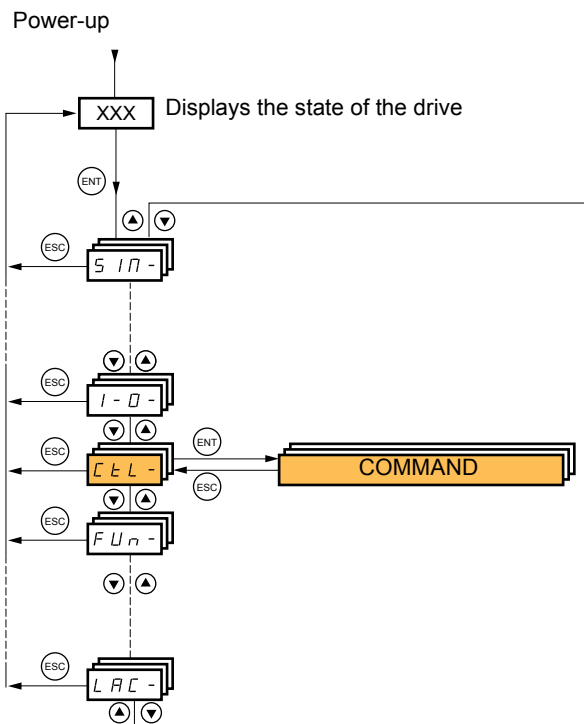 Power-up
XXX Displays the state of the drive
ENT
ESC
SIM-
ESC
I-O-
ESC
CtL-
ENT
ESC
COMMAND
ESC
FUn-
ESC
LAC-